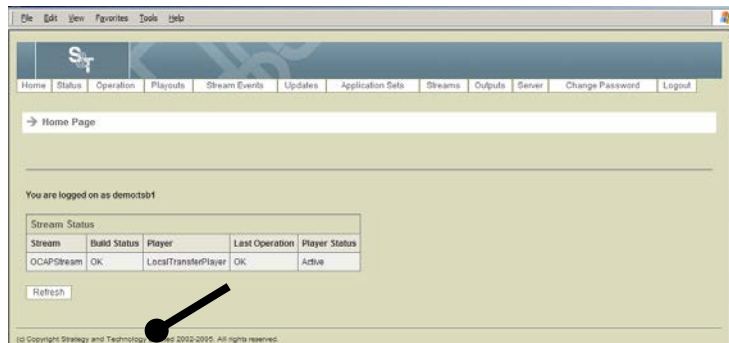 File Edit View Favorites Tools Help
S&T
Home Status Operation Playouts Stream Events Updates Application Sets Streams Outputs Server Change Password Logout
→ Home Page
You are logged on as demo:tsb1
Stream Status
Stream Build Status Player Last Operation Player Status
OCAPStream OK LocalTransferPlayer OK Active
Refresh
(c) Copyright Strategy and Technology 2002-2005. All rights reserved.